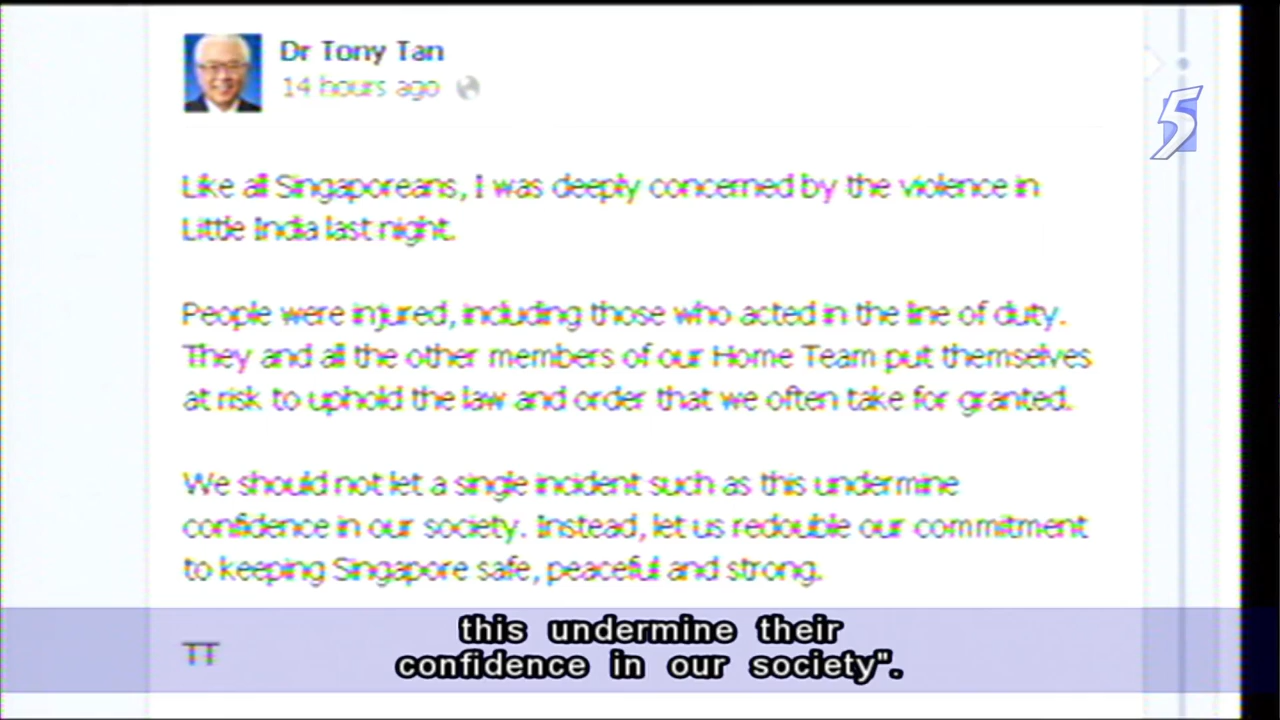 Dr Tony Tan
14 hours ago
5
Like all Singaporeans, I was deeply concerned by the violence in
Little India last night.
People were injured, including those who acted in the line of duty.
They and all the other members of our Home Team put themselves
at risk to uphold the law and order that we often take for granted.
We should not let a single incident such as this undermine
confidence in our society. Instead, let us redouble our commitment
to keeping Singapore safe, peaceful and strong.
TT
this undermine their
confidence in our society".